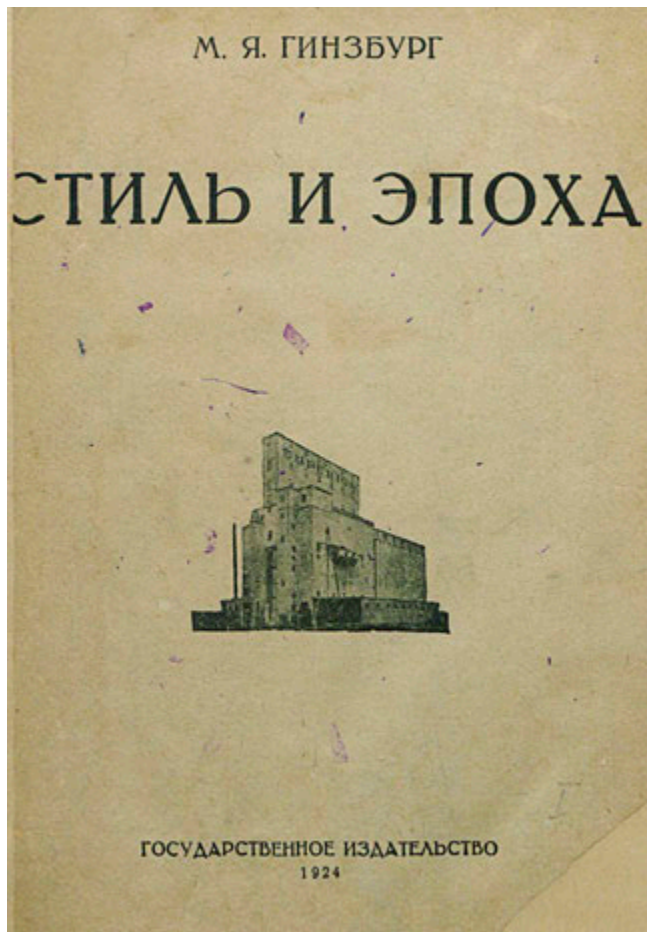 М. Я. ГИНЗБУРГ
СТИЛЬ И ЭПОХА
ГОСУДАРСТВЕННОЕ ИЗДАТЕЛЬСТВО
1924